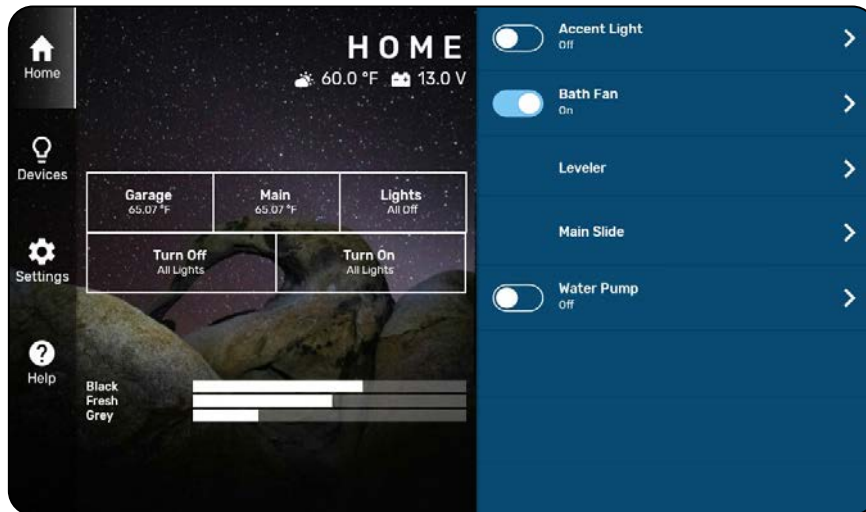 Home
Devices
Settings
Help
HOME
60.0 °F 13.0 V
Garage
65.07 °F
Main
65.07 °F
Lights
All Off
Turn Off
All Lights
Turn On
All Lights
Black
Fresh
Grey
Accent Light
Off
Bath Fan
On
Leveler
Main Slide
Water Pump
Off